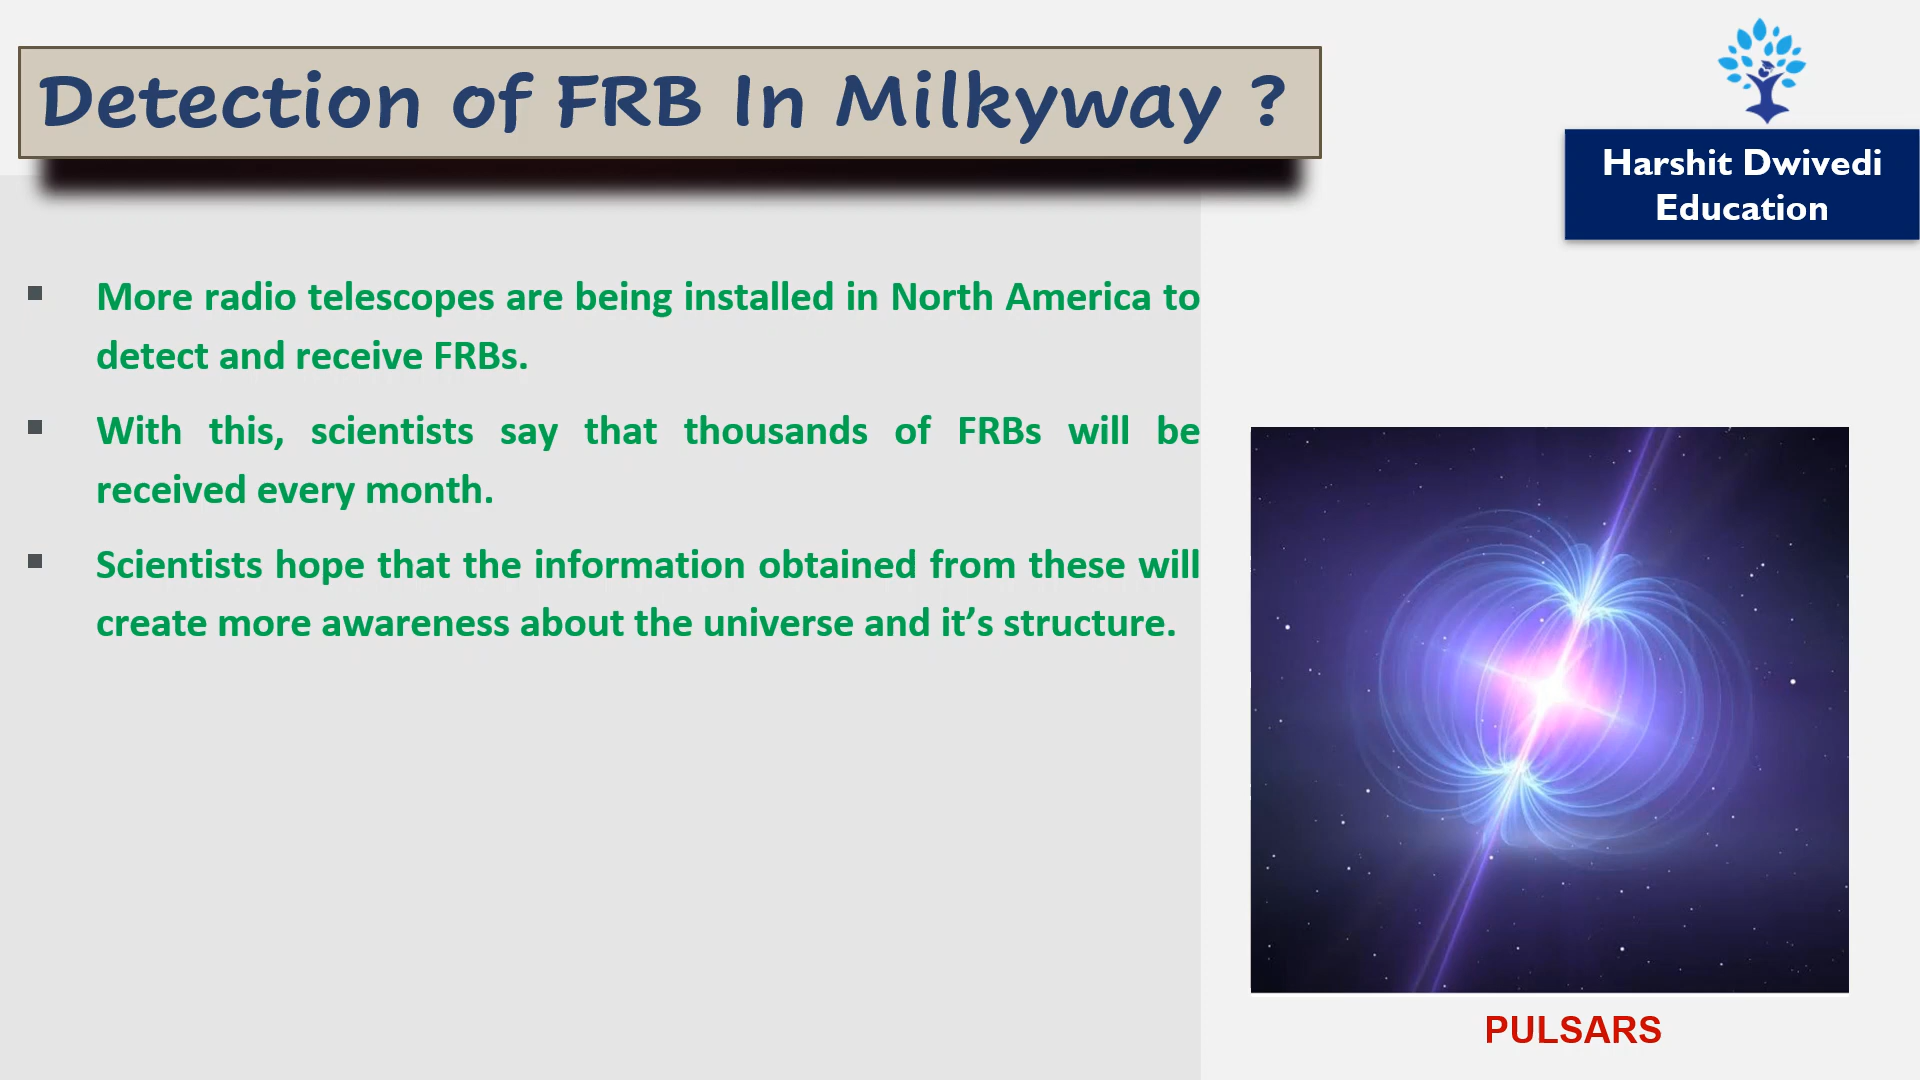 Detection of FRB In Milkyway ?
Harshit Dwivedi
Education
▪ More radio telescopes are being installed in North America to
detect and receive FRBs.
▪ With this, scientists say that thousands of FRBs will be
received every month.
▪ Scientists hope that the information obtained from these will
create more awareness about the universe and it’s structure.
PULSARS